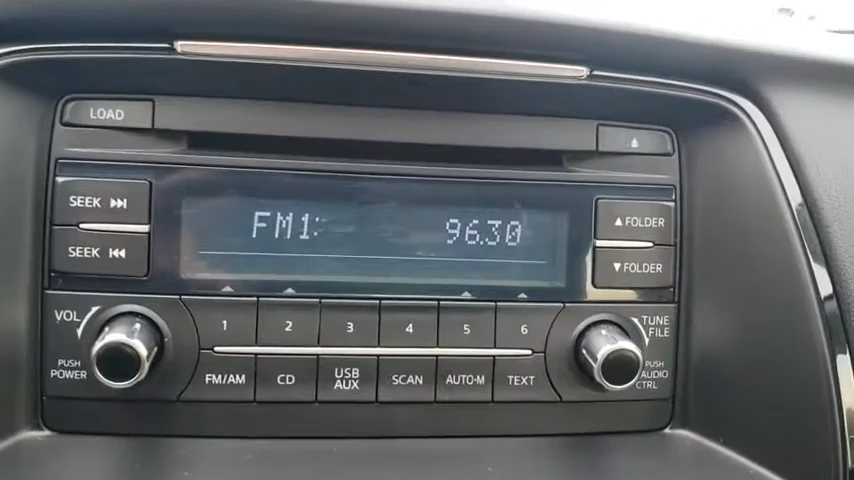 LOAD
SEEK
SEEK
FM1
96.30
FOLDER
FOLDER
VOL
PUSH
POWER
1 2 3 4 5 6
FM/AM CD USB AUX SCAN AUTO-M TEXT
TUNE
FILE
PUSH
AUDIO
CTRL